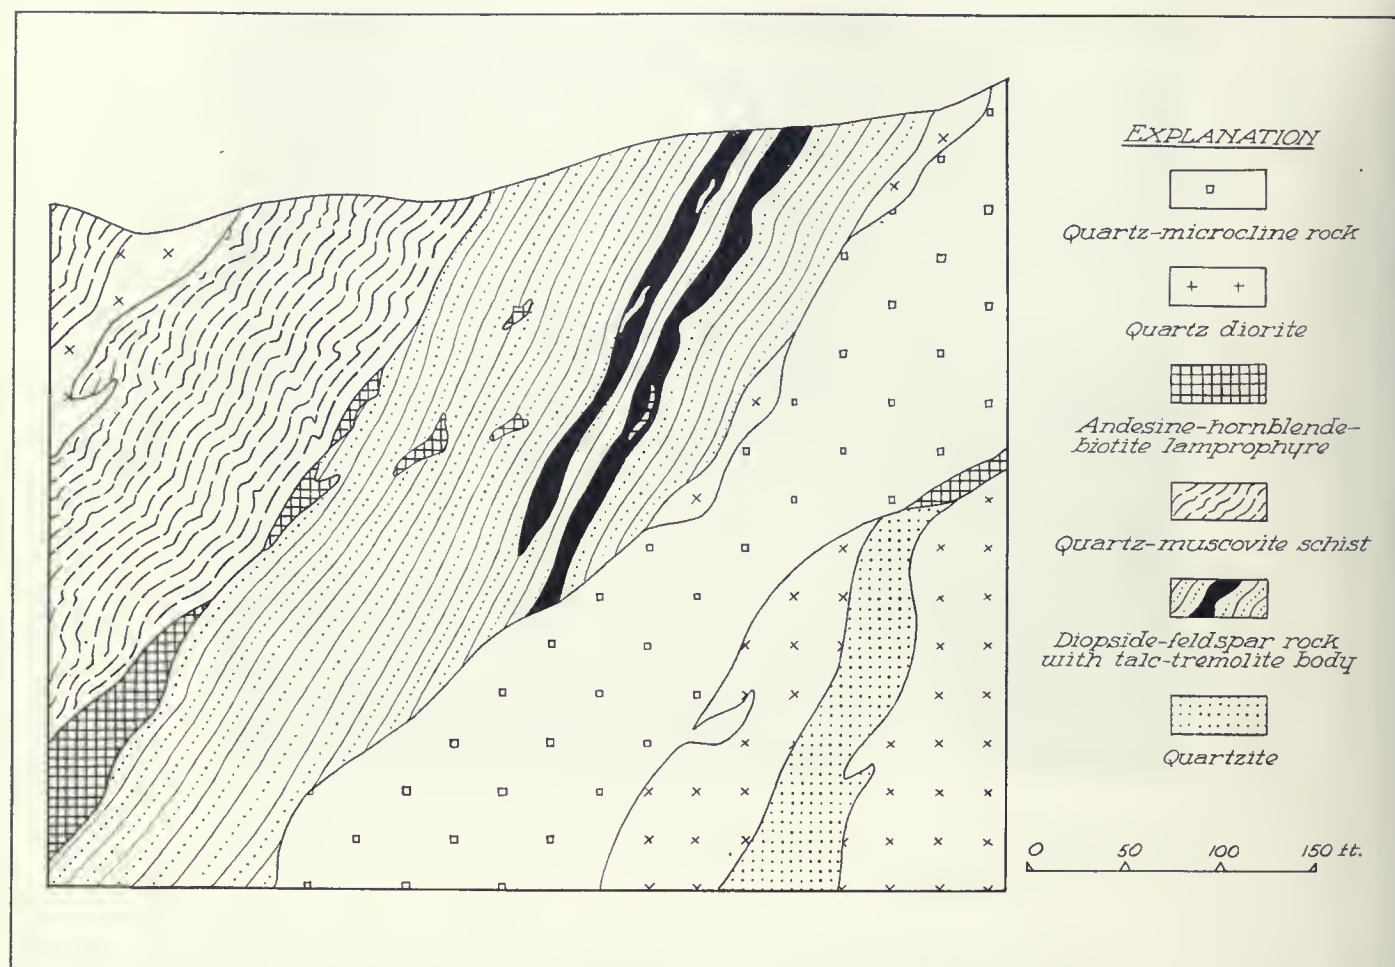 EXPLANATION
Quartz-microcline rock
Quartz diorite
Andesine-hornblende-
biotite lamprophyre
Quartz-muscovite schist
Diopside-feldspar rock
with talc-tremolite body
Quartzite
0 50 100 150 ft.